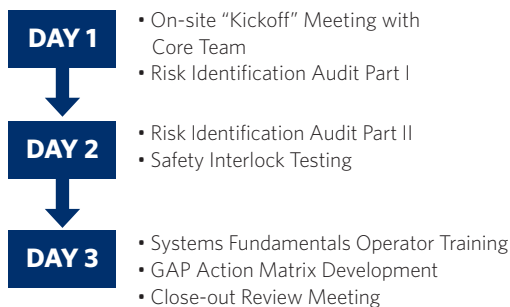 DAY 1
• On-site “Kickoff” Meeting with
Core Team
• Risk Identification Audit Part I
DAY 2
• Risk Identification Audit Part II
• Safety Interlock Testing
DAY 3
• Systems Fundamentals Operator Training
• GAP Action Matrix Development
• Close-out Review Meeting